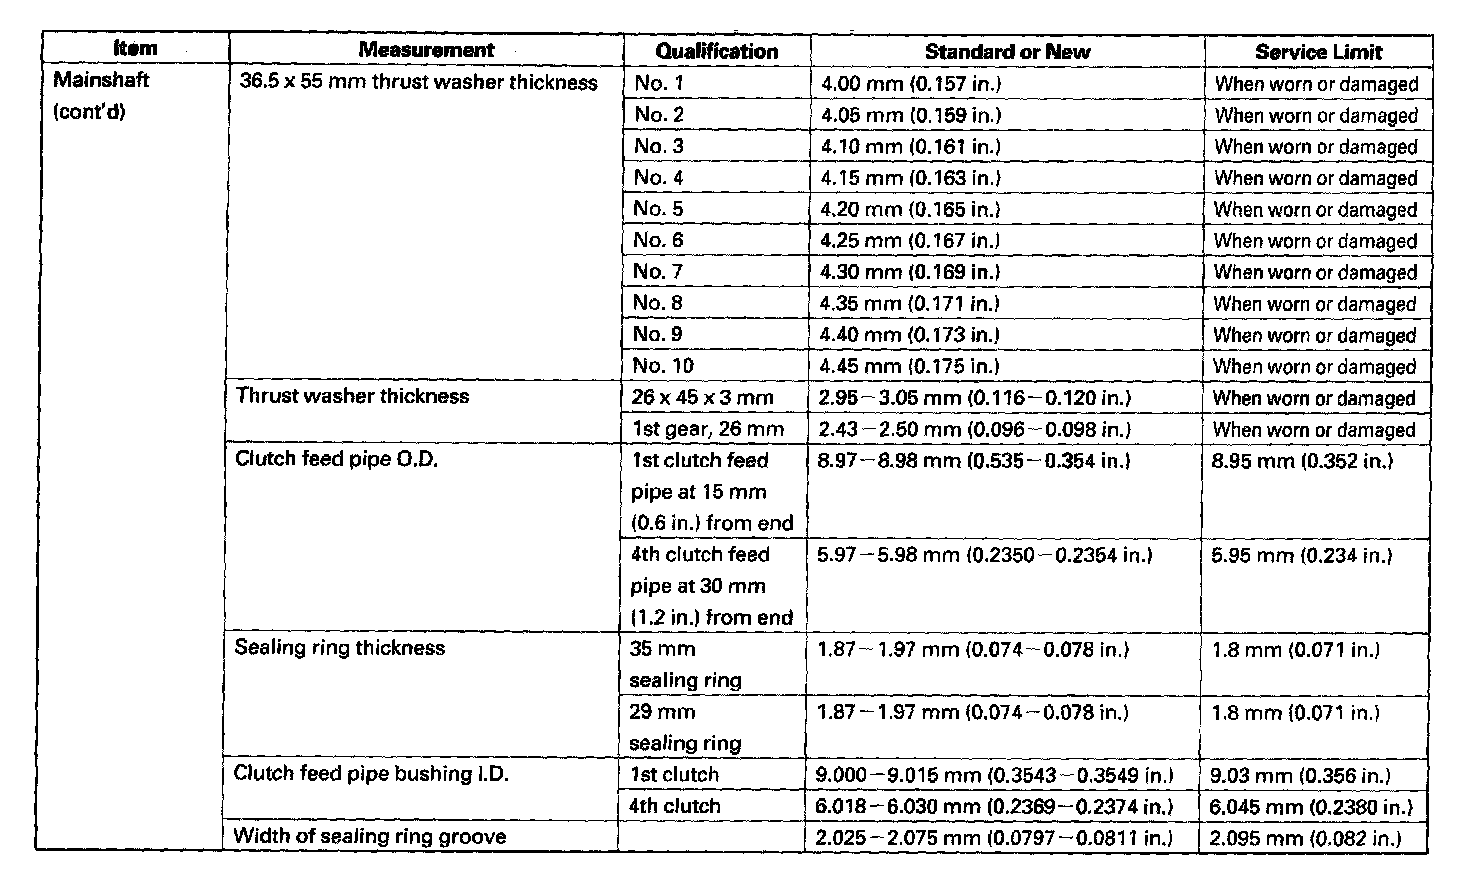 Item Measurement Qualification Standard or New Service Limit
Mainshaft (cont'd) 36.5 x 55 mm thrust washer thickness No. 1 4.00 mm (0.157 in.) When worn or damaged
No. 2 4.05 mm (0.159 in.) When worn or damaged
No. 3 4.10 mm (0.161 in.) When worn or damaged
No. 4 4.15 mm (0.163 in.) When worn or damaged
No. 5 4.20 mm (0.165 in.) When worn or damaged
No. 6 4.25 mm (0.167 in.) When worn or damaged
No. 7 4.30 mm (0.169 in.) When worn or damaged
No. 8 4.35 mm (0.171 in.) When worn or damaged
No. 9 4.40 mm (0.173 in.) When worn or damaged
No. 10 4.45 mm (0.175 in.) When worn or damaged
Thrust washer thickness 26 x 45 x 3 mm 2.95–3.05 mm (0.116–0.120 in.) When worn or damaged
1st gear, 26 mm 2.43–2.50 mm (0.096–0.098 in.) When worn or damaged
Clutch feed pipe O.D. 1st clutch feed 8.97–8.98 mm (0.535–0.354 in.) 8.95 mm (0.352 in.)
pipe at 15 mm
(0.6 in.) from end
4th clutch feed 5.97–5.98 mm (0.2350–0.2354 in.) 5.95 mm (0.234 in.)
pipe at 30 mm
(1.2 in.) from end
Sealing ring thickness 35 mm 1.87–1.97 mm (0.074–0.078 in.) 1.8 mm (0.071 in.)
sealing ring
29 mm 1.87–1.97 mm (0.074–0.078 in.) 1.8 mm (0.071 in.)
sealing ring
Clutch feed pipe bushing I.D. 1st clutch 9.000–9.015 mm (0.3543–0.3549 in.) 9.03 mm (0.356 in.)
4th clutch 6.018–6.030 mm (0.2369–0.2374 in.) 6.045 mm (0.2380 in.)
Width of sealing ring groove 2.025–2.075 mm (0.0797–0.0811 in.) 2.095 mm (0.082 in.)